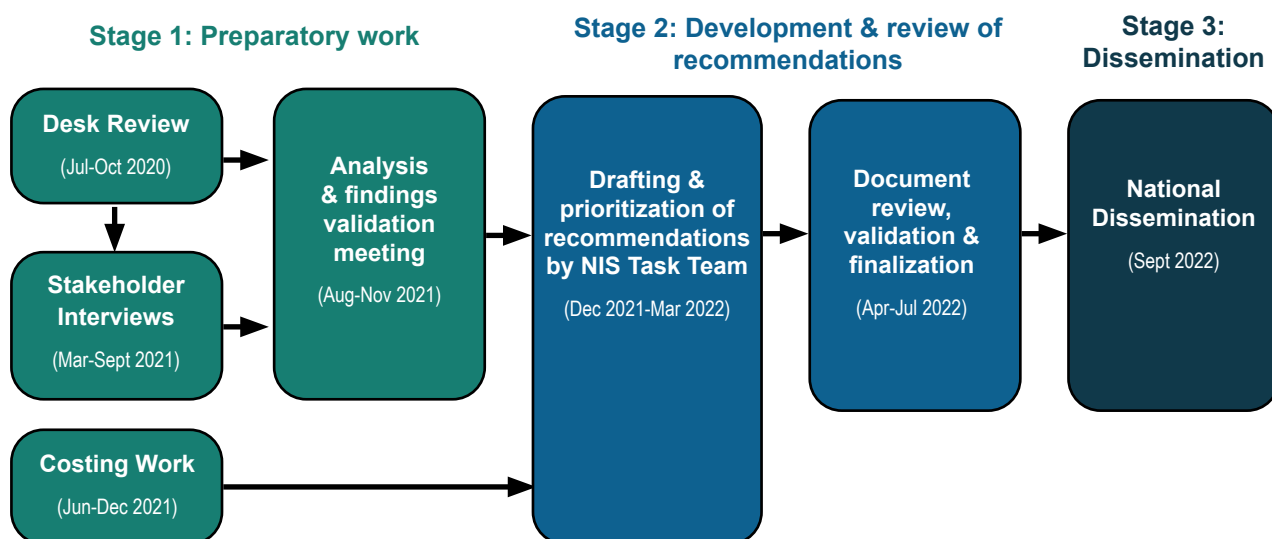 Stage 1: Preparatory work
Stage 2: Development & review of
recommendations
Stage 3:
Dissemination
Desk Review
(Jul-Oct 2020)
Stakeholder
Interviews
(Mar-Sept 2021)
Costing Work
(Jun-Dec 2021)
Analysis
& findings
validation
meeting
(Aug-Nov 2021)
Drafting &
prioritization of
recommendations
by NIS Task Team
(Dec 2021-Mar 2022)
Document
review,
validation &
finalization
(Apr-Jul 2022)
National
Dissemination
(Sept 2022)